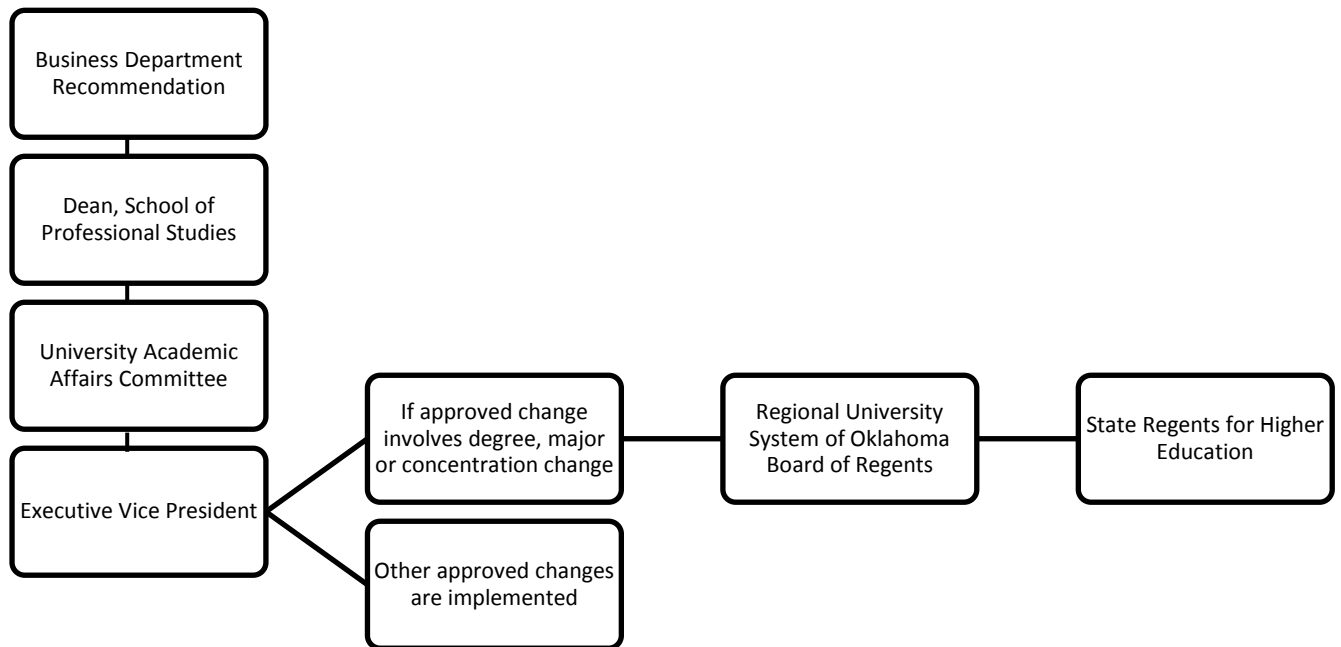 Business Department
Recommendation
Dean, School of
Professional Studies
University Academic
Affairs Committee
Executive Vice President
If approved change
involves degree, major
or concentration change
Other approved changes
are implemented
Regional University
System of Oklahoma
Board of Regents
State Regents for Higher
Education